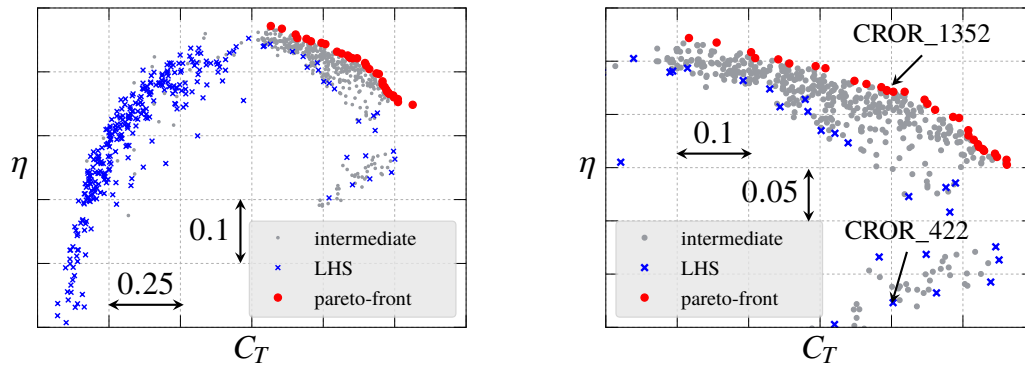 η
0.1
0.25
intermediate
LHS
pareto-front
C_T
CROR_1352
η
0.1
0.05
CROR_422
intermediate
LHS
pareto-front
C_T